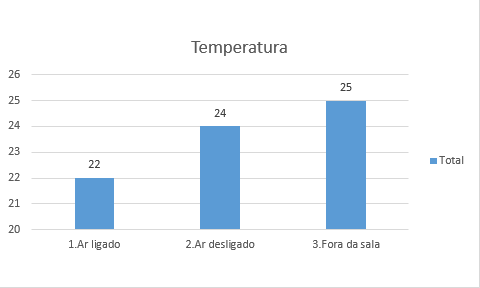 Temperatura
26
25
24
23
22
21
20
22
24
25
1.Ar ligado
2.Ar desligado
3.Fora da sala
Total